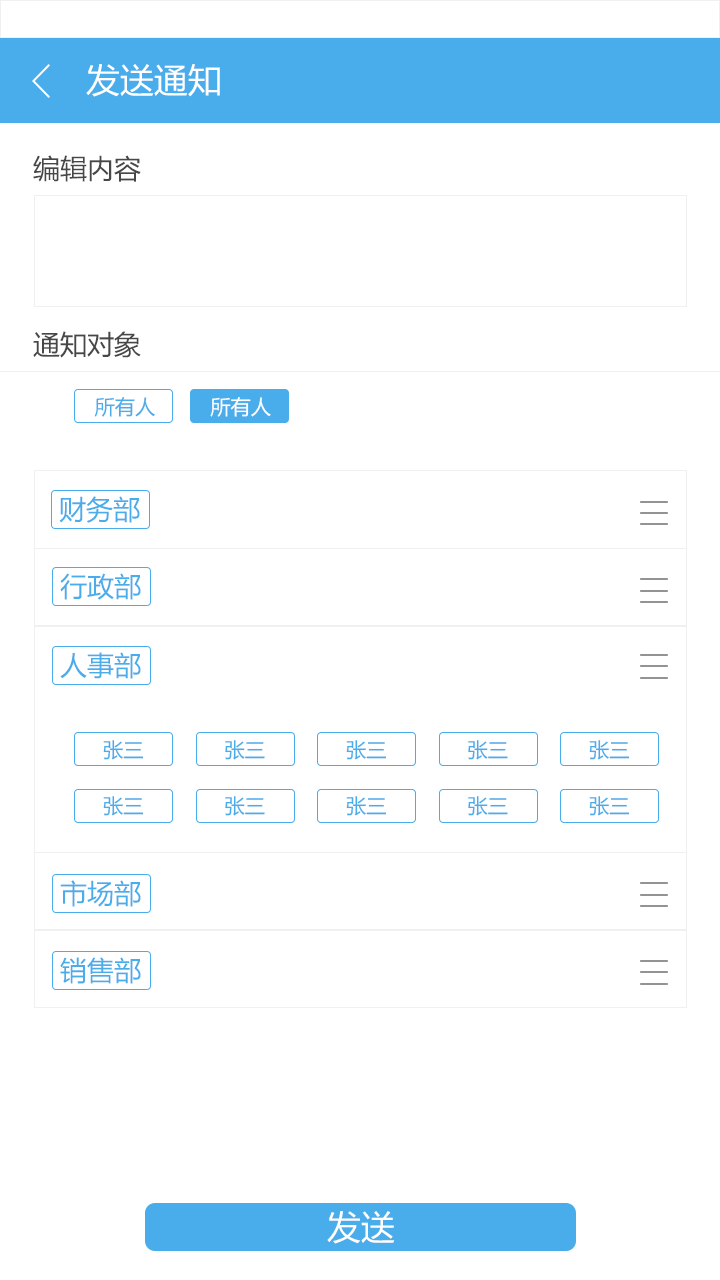 发送通知
编辑内容
通知对象
所有人 所有人
财务部
行政部
人事部
张三 张三 张三 张三 张三
张三 张三 张三 张三 张三
市场部
销售部
发送